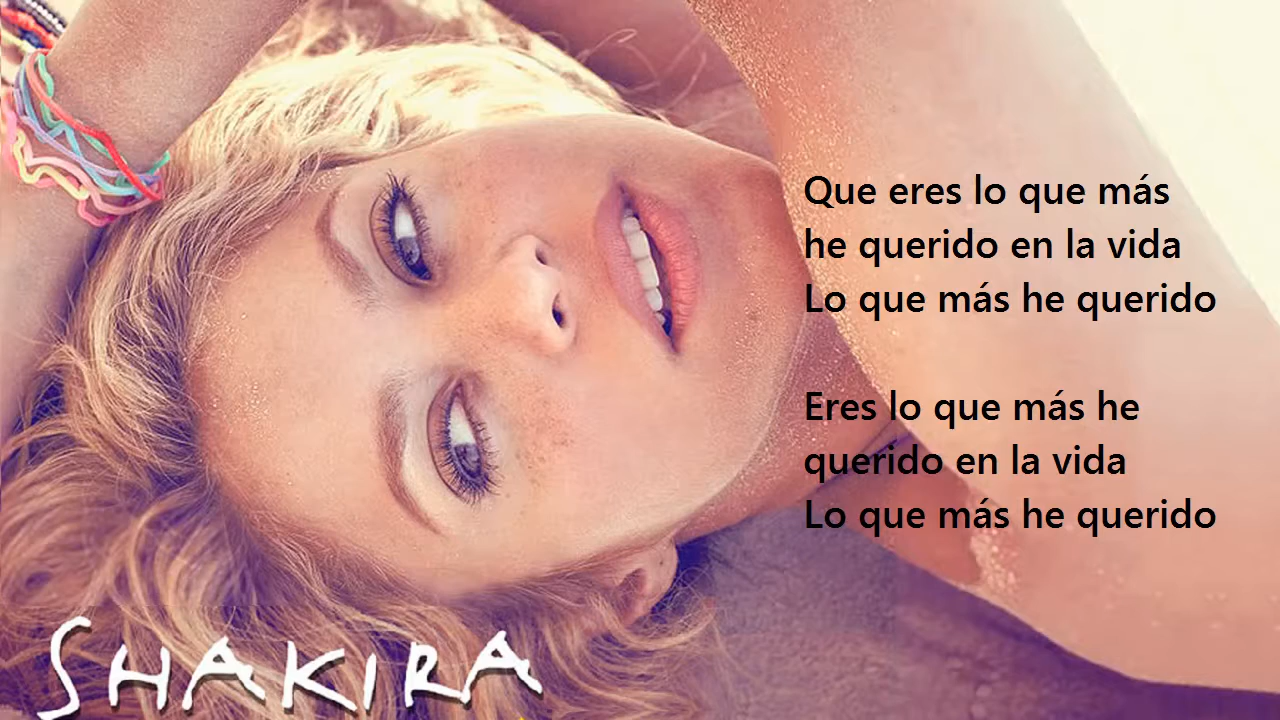 Que eres lo que más
he querido en la vida
Lo que más he querido
Eres lo que más he
querido en la vida
Lo que más he querido
SHAKIRA